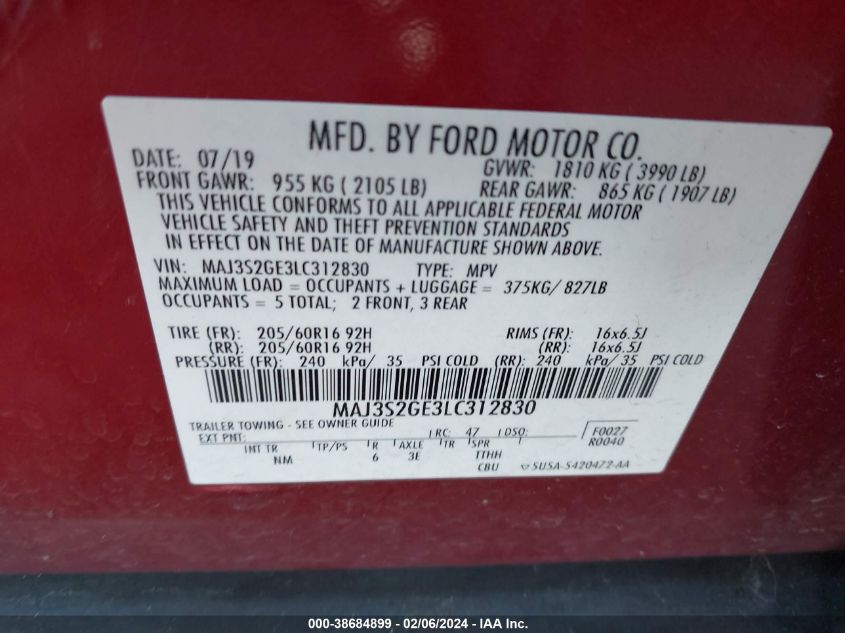 MFD. BY FORD MOTOR CO.
DATE: 07/19 GVWR: 1810 KG ( 3990 LB)
FRONT GAWR: 955 KG ( 2105 LB) REAR GAWR: 865 KG ( 1907 LB)
THIS VEHICLE CONFORMS TO ALL APPLICABLE FEDERAL MOTOR
VEHICLE SAFETY AND THEFT PREVENTION STANDARDS
IN EFFECT ON THE DATE OF MANUFACTURE SHOWN ABOVE.
VIN: MAJ3S2GE3LC312830 TYPE: MPV
MAXIMUM LOAD = OCCUPANTS + LUGGAGE = 375KG/ 827LB
OCCUPANTS = 5 TOTAL; 2 FRONT, 3 REAR
TIRE (FR): 205/60R16 92H RIMS (FR): 16x6.5J
(RR): 205/60R16 92H (RR): 16x6.5J
PRESSURE (FR): 240 kPa/ 35 PSI COLD (RR): 240 kPa/ 35 PSI COLD
MAJ3S2GE3LC312830
TRAILER TOWING - SEE OWNER GUIDE
EXT PNT: RC: 47 DSO: F0027
R0040
INT TR TP/PS R AXLE TR SPR
NM 6 3E TTHH
CBU 5U5A-5420472-AA
000-38684899 - 02/06/2024 - IAA Inc.